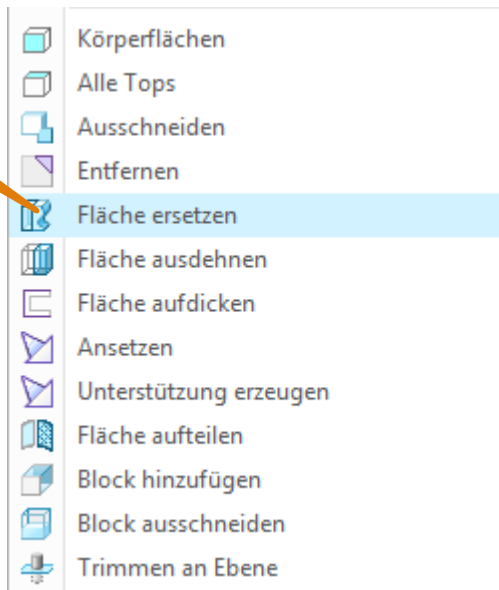 Körperflächen
Alle Tops
Ausschneiden
Entfernen
Fläche ersetzen
Fläche ausdehnen
Fläche aufdicken
Ansetzen
Unterstützung erzeugen
Fläche aufteilen
Block hinzufügen
Block ausschneiden
Trimmen an Ebene